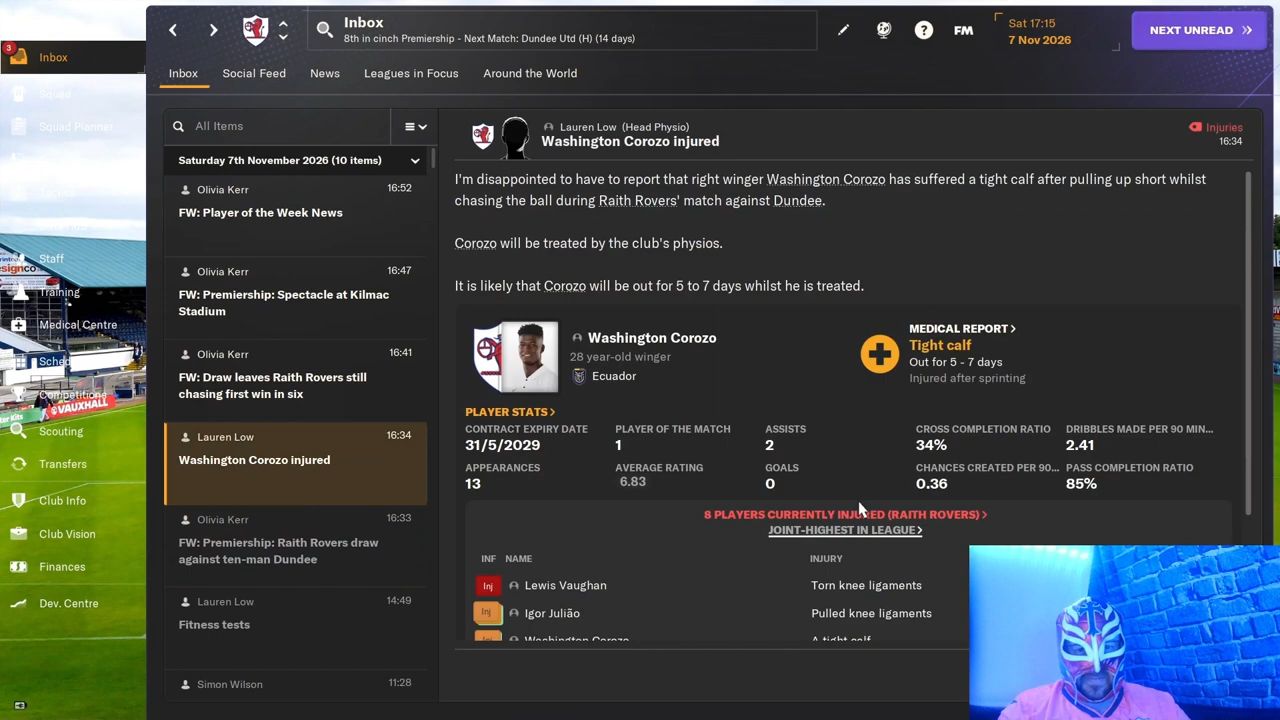 Inbox
8th in cinch Premiership - Next Match: Dundee Utd (H) (14 days)
FM
Sat 17:15
7 Nov 2026
NEXT UNREAD
3
Inbox
Squad
Squad Planner
Staff
Training
Medical Centre
Competitions
VAUXHALL
Scouting
Transfers
Club Info
Club Vision
Finances
Dev. Centre
Inbox
Social Feed
News
Leagues in Focus
Around the World
All Items
Saturday 7th November 2026 (10 items)
Olivia Kerr
16:52
FW: Player of the Week News
Olivia Kerr
16:47
FW: Premiership: Spectacle at Kilmac
Stadium
Olivia Kerr
16:41
FW: Draw leaves Raith Rovers still
chasing first win in six
Lauren Low
16:34
Washington Corozo injured
Olivia Kerr
16:33
FW: Premiership: Raith Rovers draw
against ten-man Dundee
Lauren Low
14:49
Fitness tests
Simon Wilson
11:28
Lauren Low (Head Physio)
Washington Corozo injured
Injuries
16:34
I'm disappointed to have to report that right winger Washington Corozo has suffered a tight calf after pulling up short whilst
chasing the ball during Raith Rovers' match against Dundee.
Corozo will be treated by the club's physios.
It is likely that Corozo will be out for 5 to 7 days whilst he is treated.
Washington Corozo
28 year-old winger
Ecuador
MEDICAL REPORT
Tight calf
Out for 5 - 7 days
Injured after sprinting
PLAYER STATS
CONTRACT EXPIRY DATE
31/5/2029
PLAYER OF THE MATCH
1
ASSISTS
2
CROSS COMPLETION RATIO
34%
DRIBBLES MADE PER 90 MIN...
2.41
APPEARANCES
13
AVERAGE RATING
6.83
GOALS
0
CHANCES CREATED PER 90...
0.36
PASS COMPLETION RATIO
85%
8 PLAYERS CURRENTLY INJURED (RAITH ROVERS)
JOINT-HIGHEST IN LEAGUE
INF
NAME
INJURY
Inj
Lewis Vaughan
Torn knee ligaments
Inj
Igor Julião
Pulled knee ligaments
Inj
Washington Corozo
A tight calf